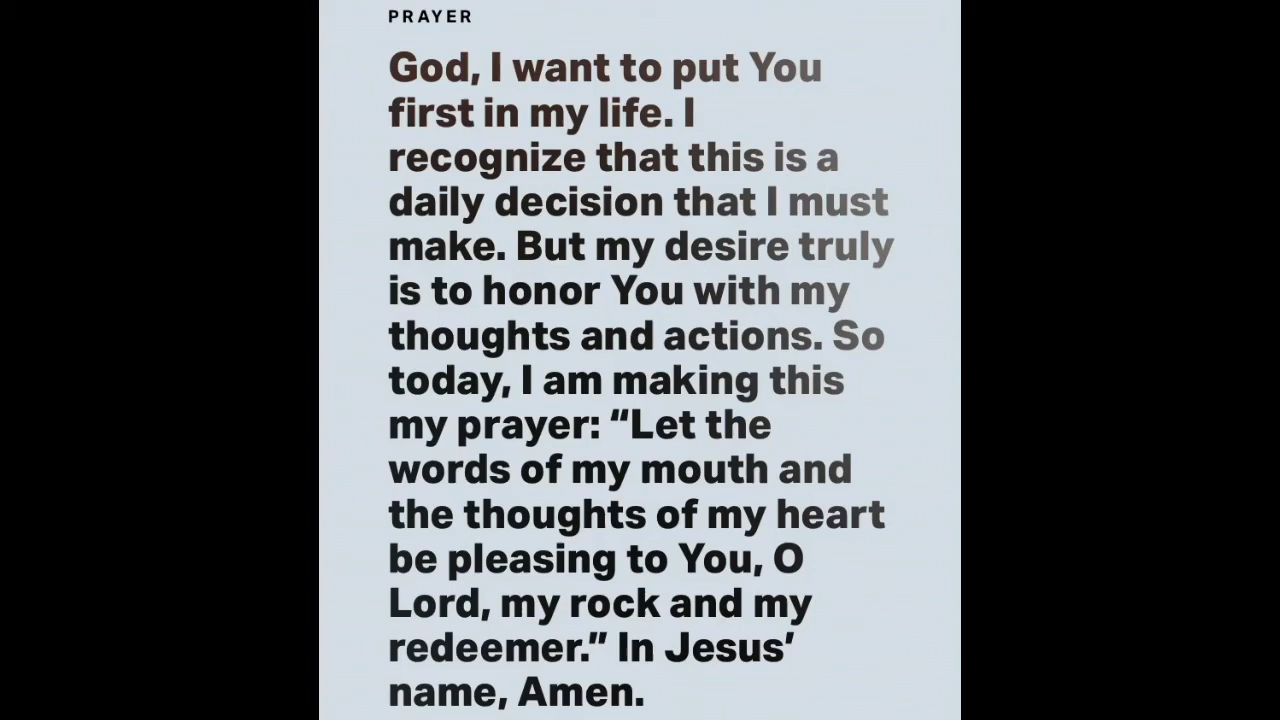 PRAYER
God, I want to put You
first in my life. I
recognize that this is a
daily decision that I must
make. But my desire truly
is to honor You with my
thoughts and actions. So
today, I am making this
my prayer: “Let the
words of my mouth and
the thoughts of my heart
be pleasing to You, O
Lord, my rock and my
redeemer.” In Jesus’
name, Amen.